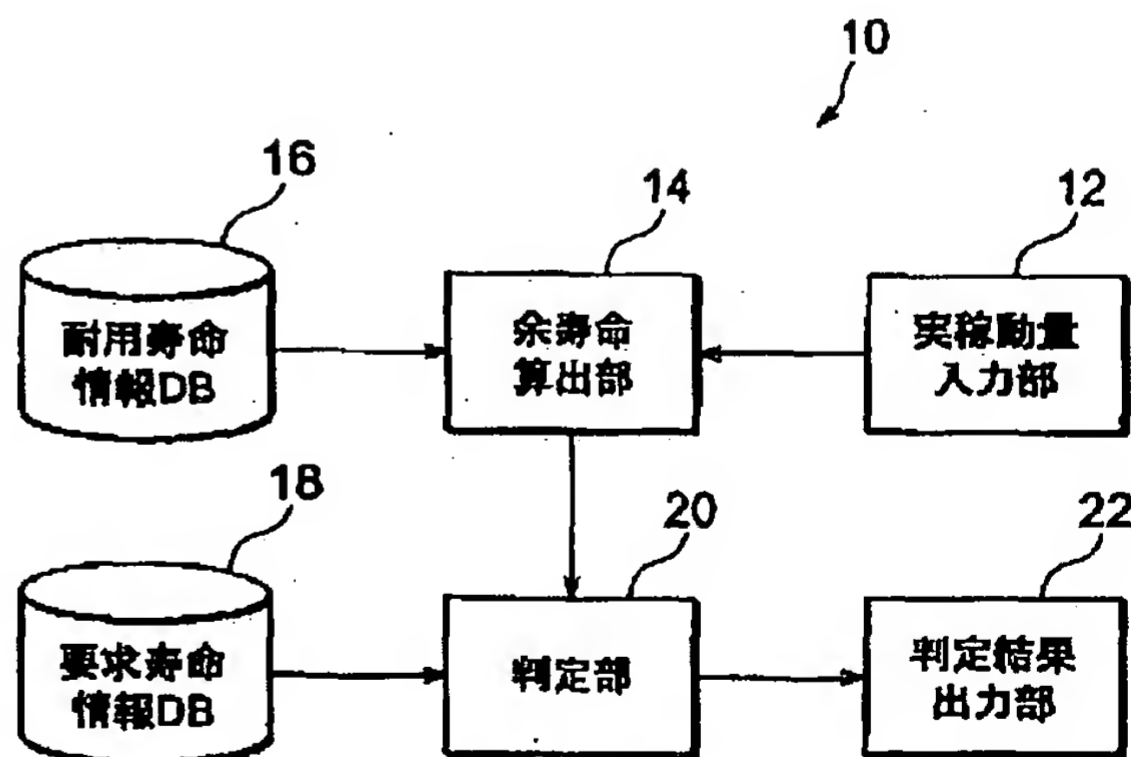 10
16
14
12
耐用寿命
情報DB
余寿命
算出部
実稼動量
入力部
18
20
22
要求寿命
情報DB
判定部
判定結果
出力部